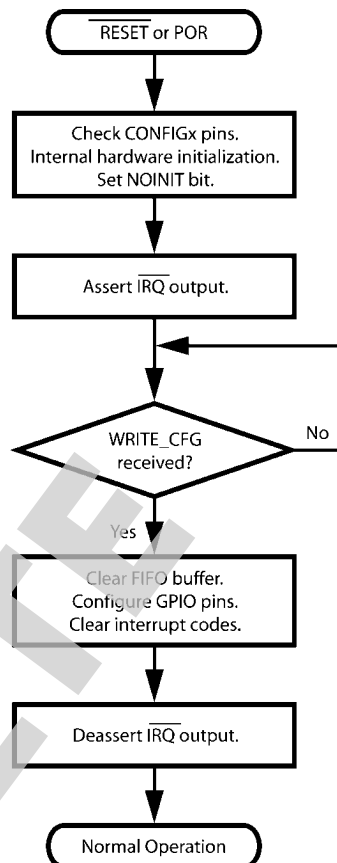 RESET or POR
Check CONFIGx pins.
Internal hardware initialization.
Set NOINIT bit.
Assert IRQ output.
WRITE_CFG
received?
No
Yes
Clear FIFO buffer.
Configure GPIO pins.
Clear interrupt codes.
Deassert IRQ output.
Normal Operation